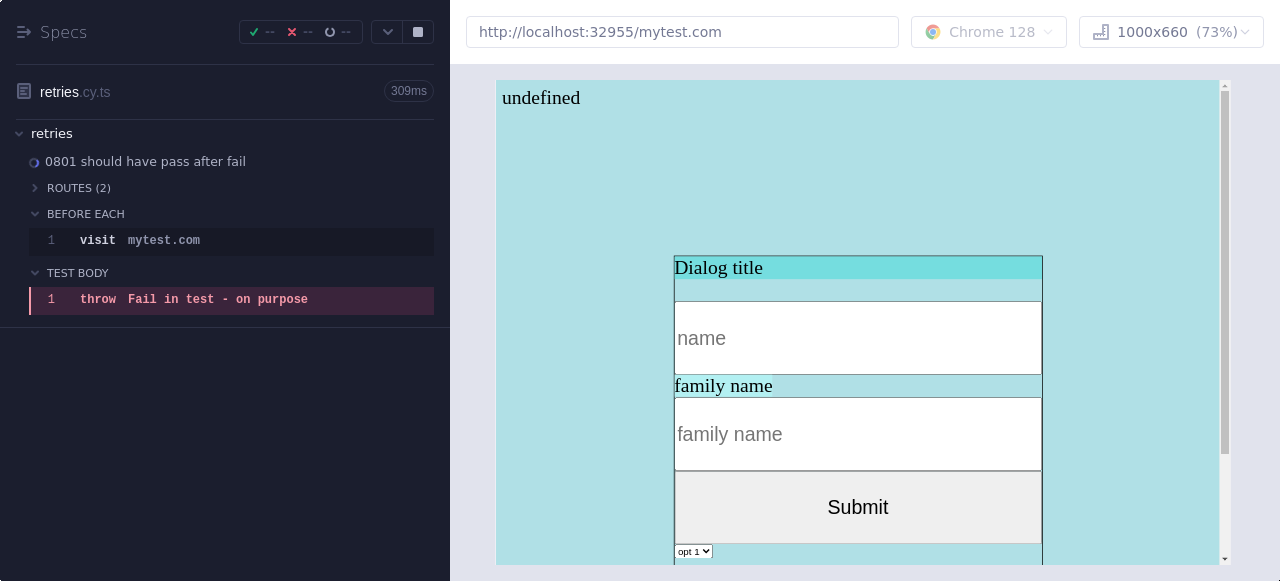 Specs
-- -- --
retries.cy.ts
309ms
retries
0801 should have pass after fail
ROUTES (2)
BEFORE EACH
1 visit mytest.com
TEST BODY
1 throw Fail in test - on purpose
http://localhost:32955/mytest.com
Chrome 128
1000x660 (73%)
undefined
Dialog title
name
family name
family name
Submit
opt 1